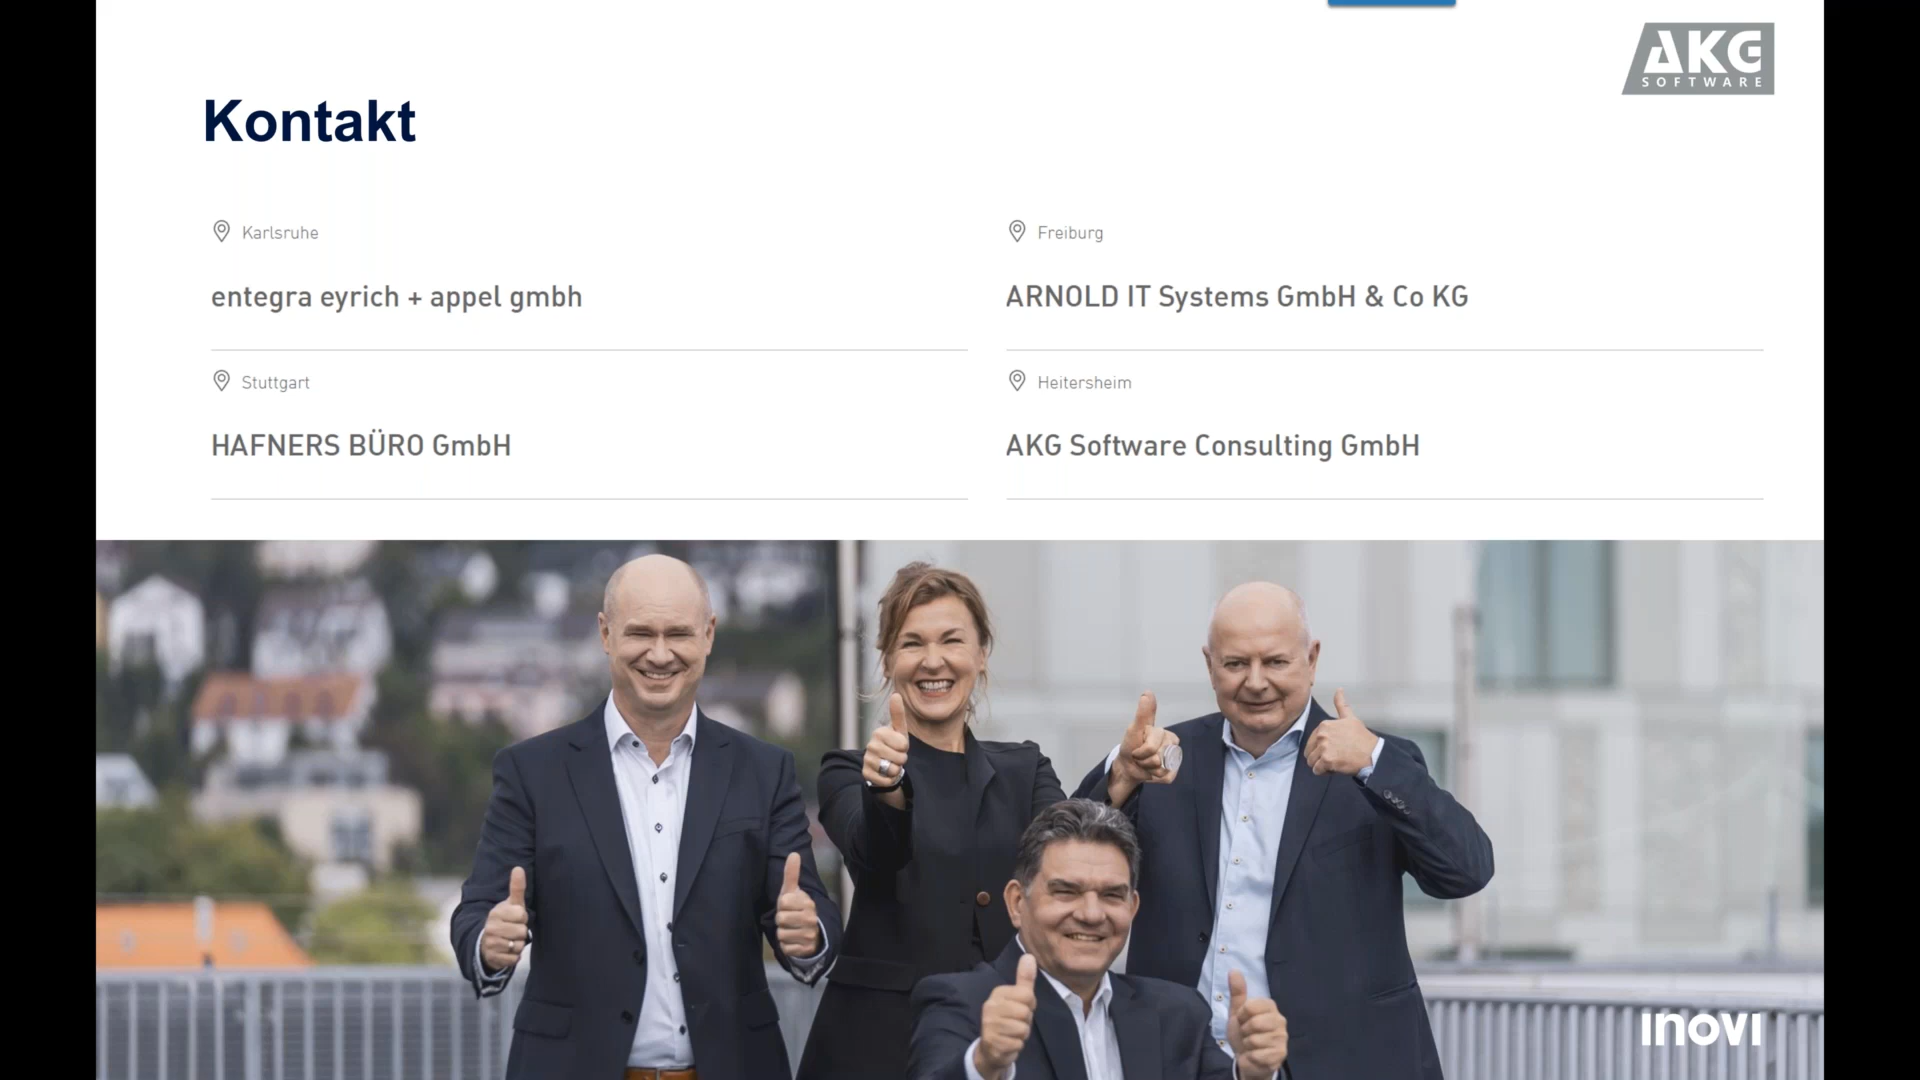 AKG
SOFTWARE
Kontakt
Karlsruhe
entegra eyrich + appel gmbh
Freiburg
ARNOLD IT Systems GmbH & Co KG
Stuttgart
HAFNERS BÜRO GmbH
Heitersheim
AKG Software Consulting GmbH
INOVI